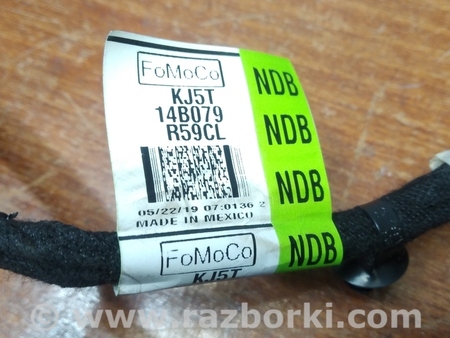 FoMoCo
KJ5T
14B079
R59CL
05/22/19 07:0136 2
MADE IN MEXICO
FoMoCo
KJ5T
NDB
NDB
NDB
NDB
© www.razborki.com